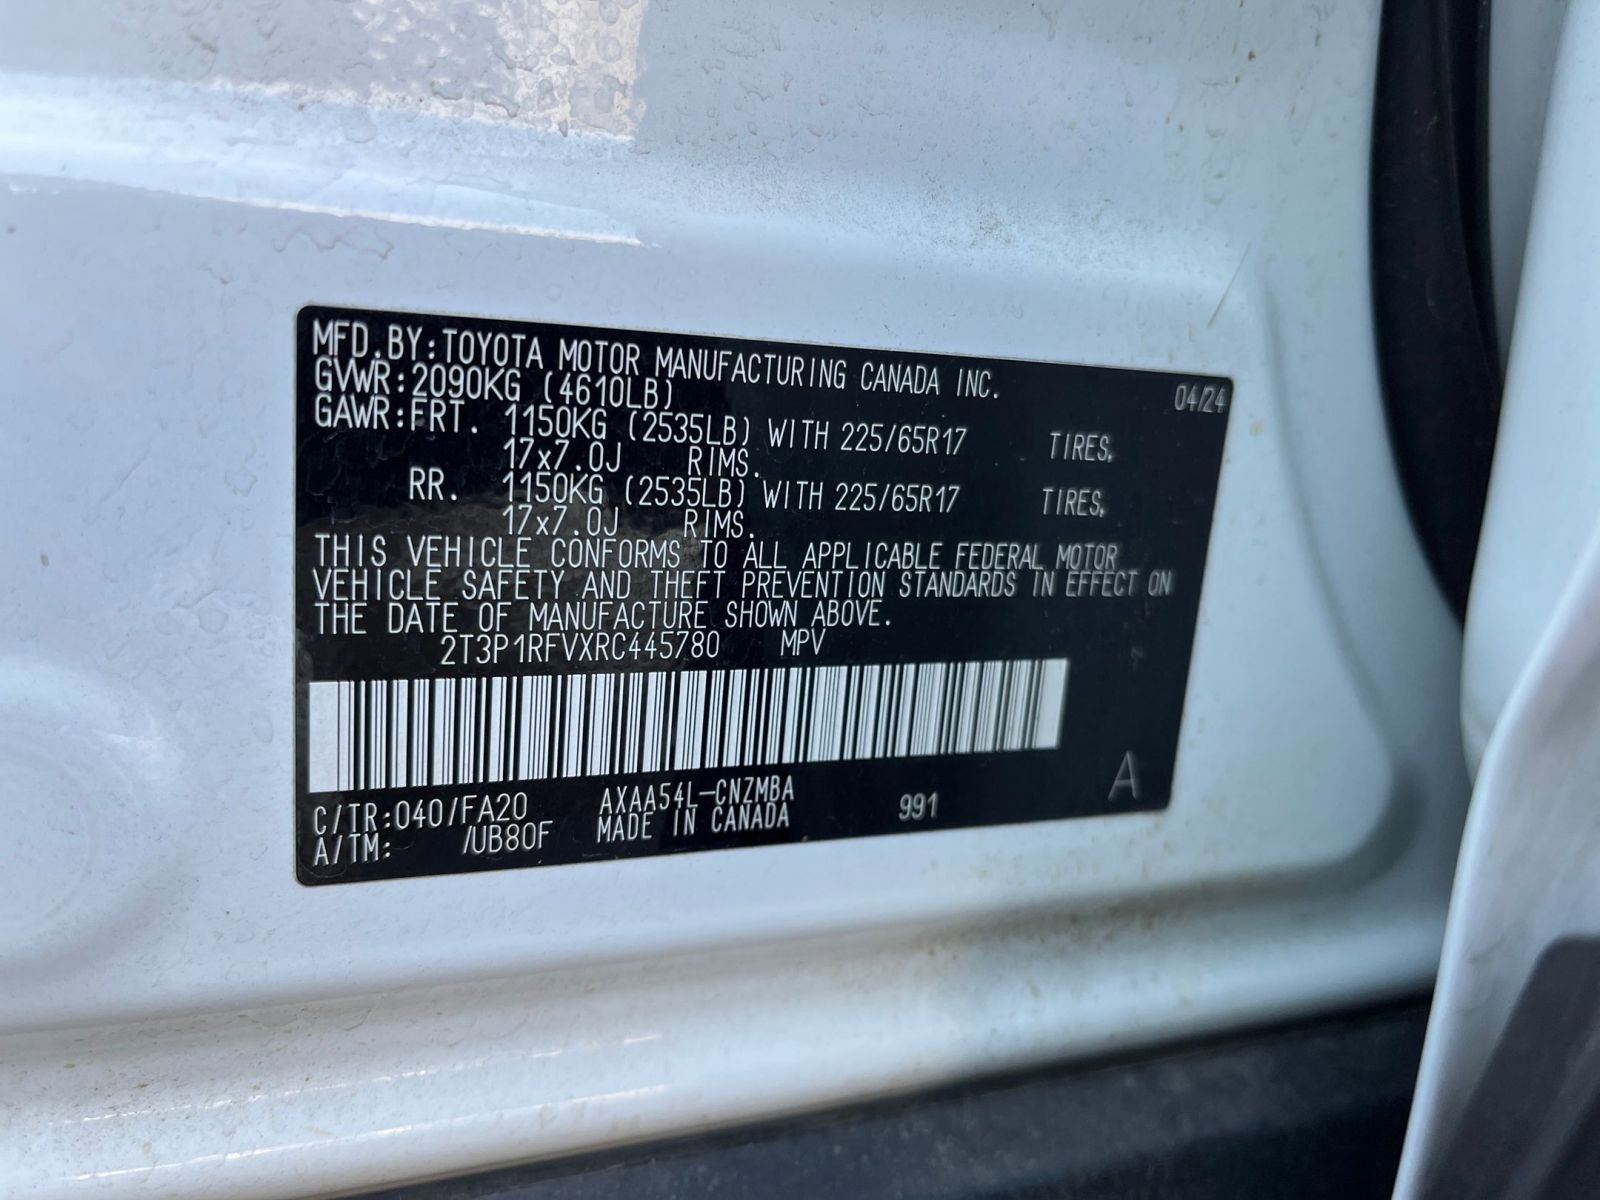 MFD.BY:TOYOTA MOTOR MANUFACTURING CANADA INC. 04/24
GVWR:2090KG (4610LB)
GAWR:FRT. 1150KG (2535LB) WITH 225/65R17 TIRES,
17x7.0J RIMS.
RR. 1150KG (2535LB) WITH 225/65R17 TIRES,
17x7.0J RIMS.
THIS VEHICLE CONFORMS TO ALL APPLICABLE FEDERAL MOTOR
VEHICLE SAFETY AND THEFT PREVENTION STANDARDS IN EFFECT ON
THE DATE OF MANUFACTURE SHOWN ABOVE.
2T3P1RFVXRC445780 MPV
C/TR:040/FA20 AXAA54L-CNZMBA 991 A
A/TM: /UB80F MADE IN CANADA